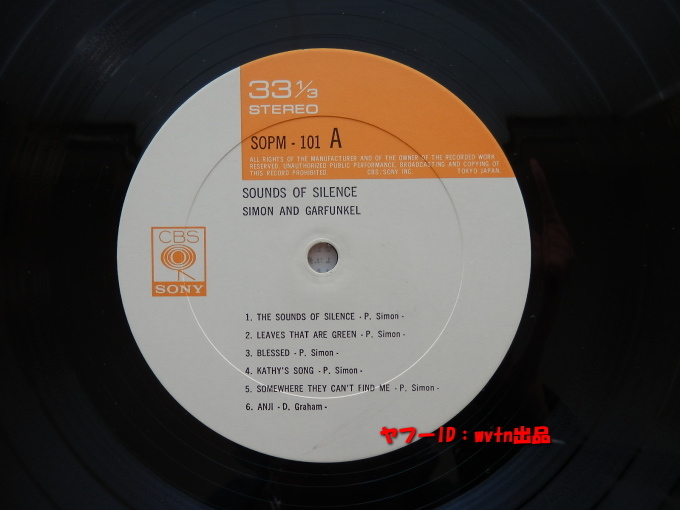 33 1/3
STEREO
SOPM - 101 A
ALL RIGHTS OF THE MANUFACTURER AND OF THE OWNER OF THE RECORDED WORK
RESERVED. UNAUTHORIZED PUBLIC PERFORMANCE, BROADCASTING AND COPYING OF
THIS RECORD PROHIBITED. CBS/SONY INC. TOKYO JAPAN.
SOUNDS OF SILENCE
SIMON AND GARFUNKEL
CBS
SONY
1. THE SOUNDS OF SILENCE - P. Simon -
2. LEAVES THAT ARE GREEN - P. Simon -
3. BLESSED - P. Simon -
4. KATHY'S SONG - P. Simon -
5. SOMEWHERE THEY CAN'T FIND ME - P. Simon -
6. ANJI - D. Graham -
ヤフーID：mvtn出品